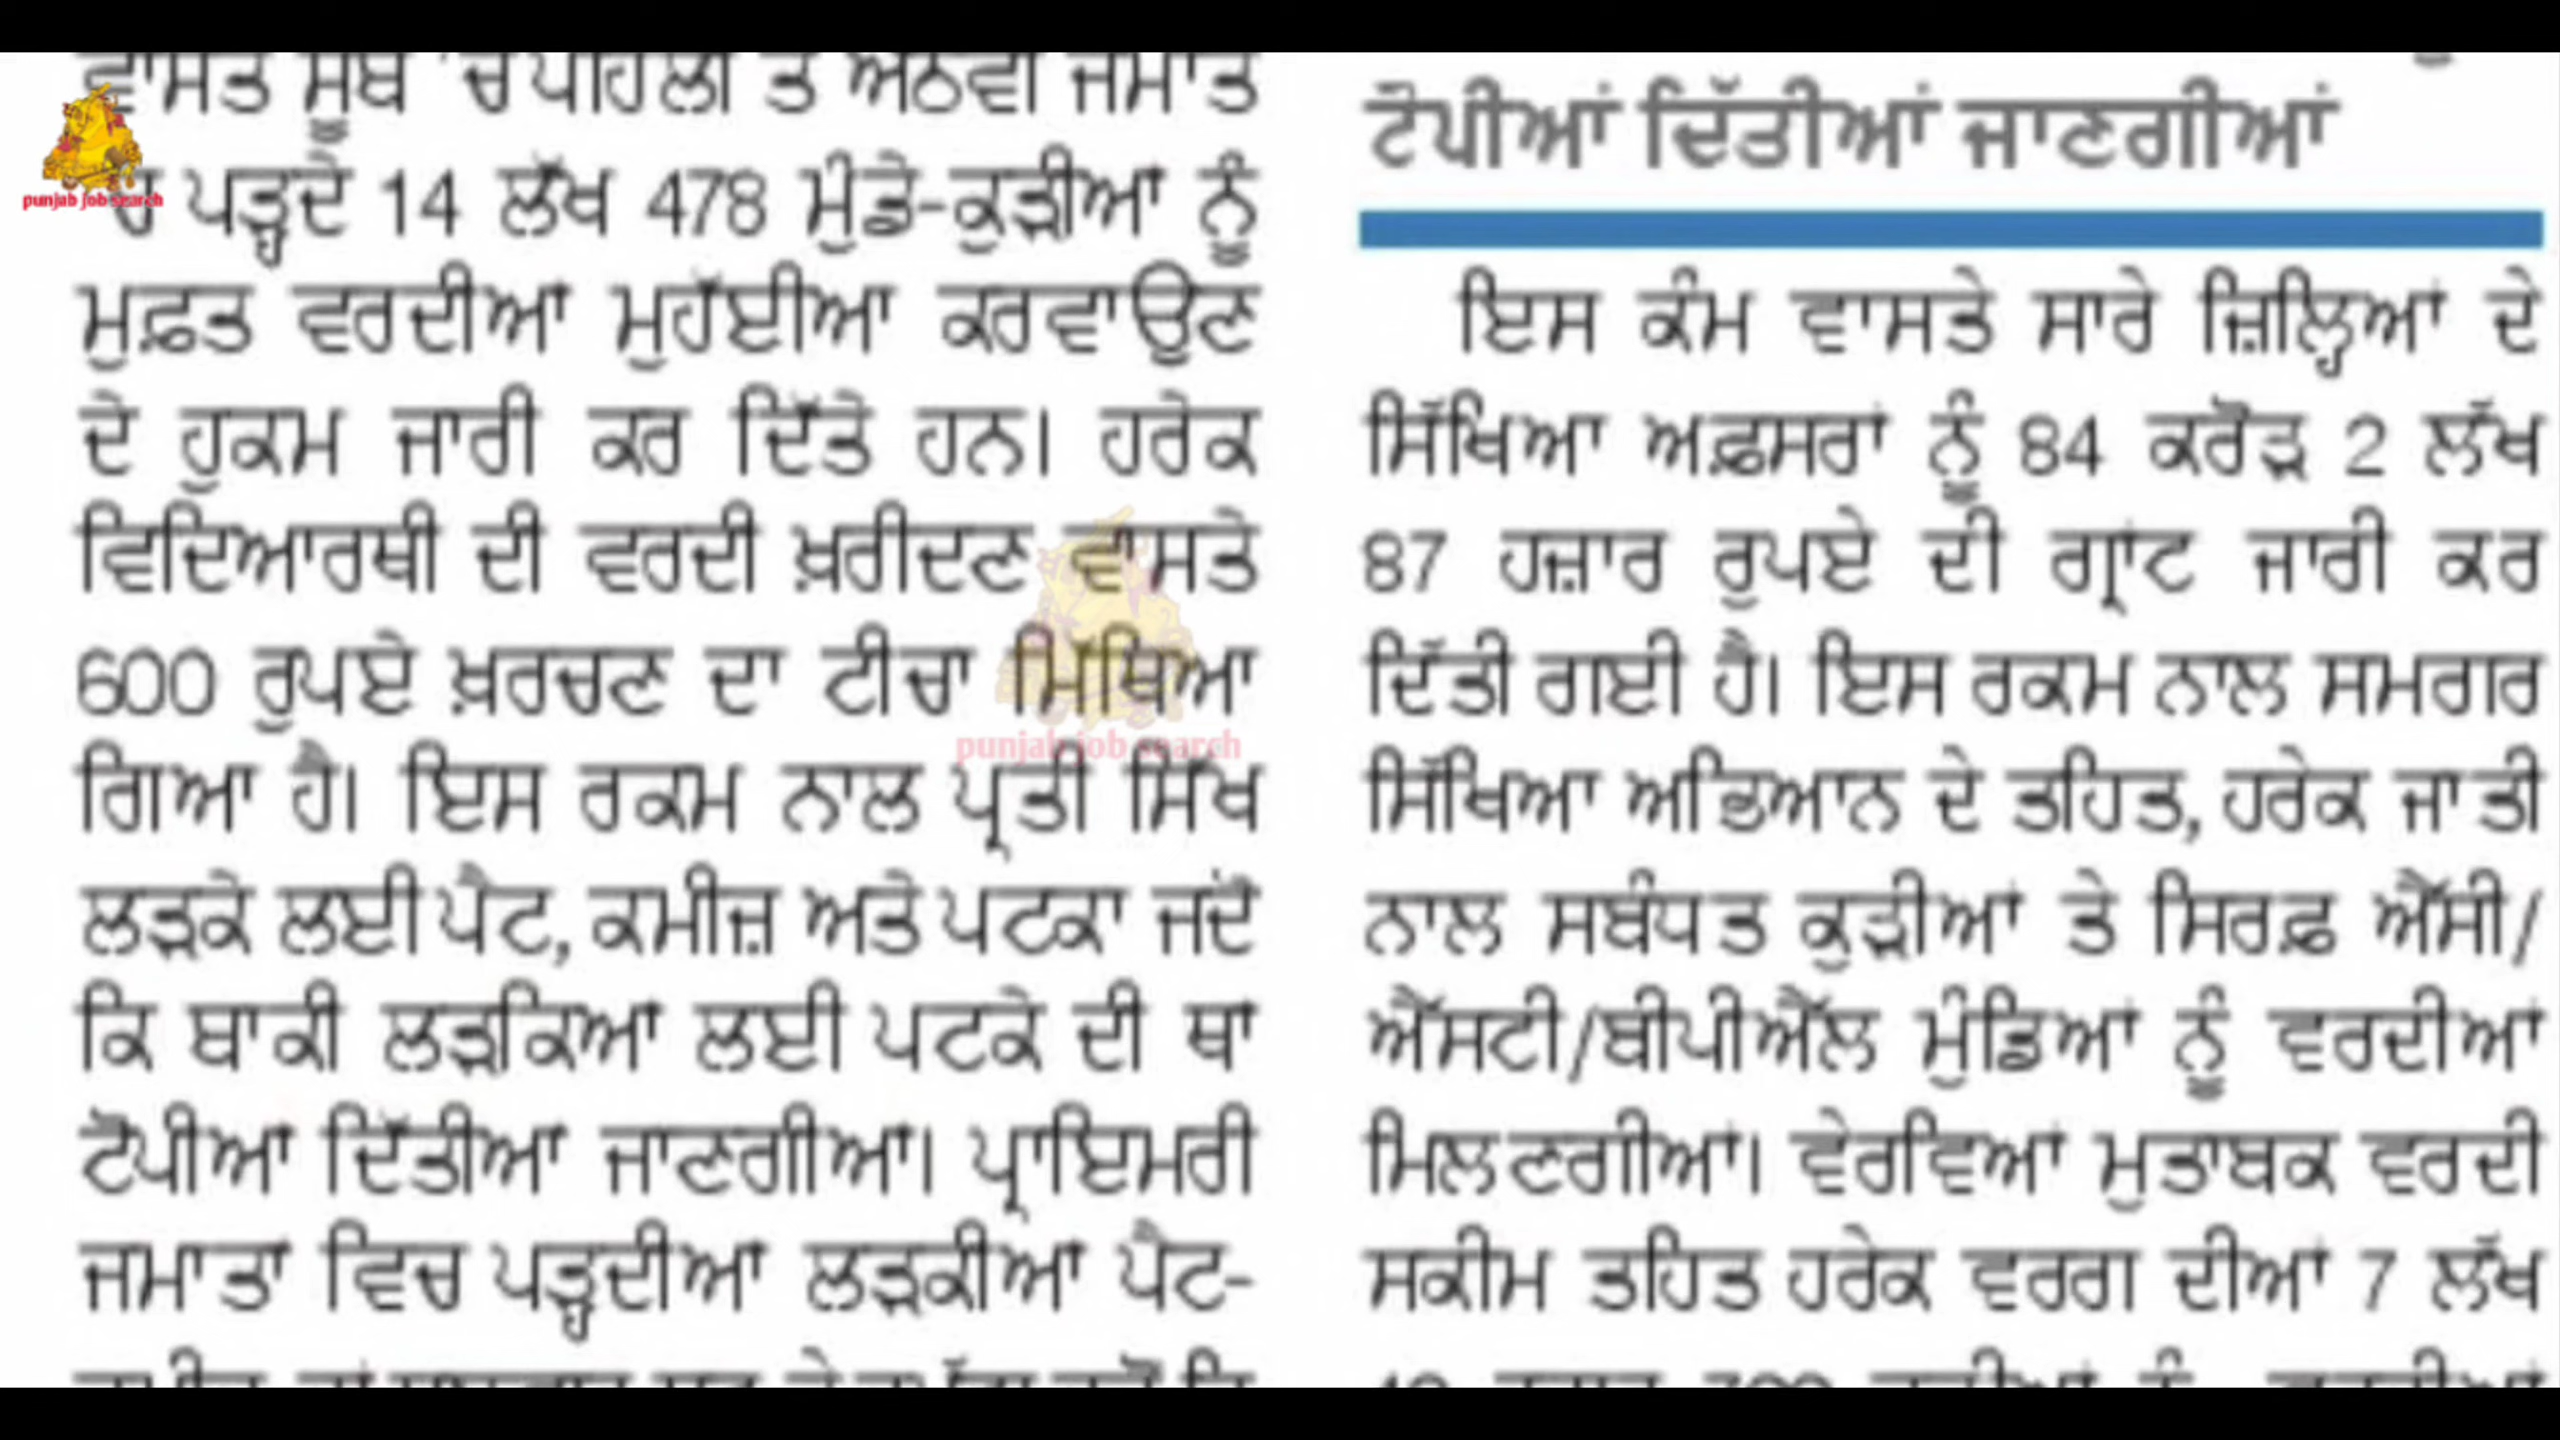 ਵਾਸਤੇ ਸੂਬੇ 'ਚ ਪਹਿਲੀ ਤੋਂ ਅੱਠਵੀਂ ਜਮਾਤ
'ਚ ਪੜ੍ਹਦੇ 14 ਲੱਖ 478 ਮੁੰਡੇ-ਕੁੜੀਆਂ ਨੂੰ
ਮੁਫ਼ਤ ਵਰਦੀਆਂ ਮੁਹੱਈਆ ਕਰਵਾਉਣ
ਦੇ ਹੁਕਮ ਜਾਰੀ ਕਰ ਦਿੱਤੇ ਹਨ। ਹਰੇਕ
ਵਿਦਿਆਰਥੀ ਦੀ ਵਰਦੀ ਖ਼ਰੀਦਣ ਵਾਸਤੇ
600 ਰੁਪਏ ਖ਼ਰਚਣ ਦਾ ਟੀਚਾ ਮਿੱਥਿਆ
ਗਿਆ ਹੈ। ਇਸ ਰਕਮ ਨਾਲ ਪ੍ਰਤੀ ਸਿੱਖ
ਲੜਕੇ ਲਈ ਪੈਂਟ, ਕਮੀਜ਼ ਅਤੇ ਪਟਕਾ ਜਦੋਂ
ਕਿ ਬਾਕੀ ਲੜਕਿਆਂ ਲਈ ਪਟਕੇ ਦੀ ਥਾਂ
ਟੋਪੀਆਂ ਦਿੱਤੀਆਂ ਜਾਣਗੀਆਂ। ਪ੍ਰਾਇਮਰੀ
ਜਮਾਤਾਂ ਵਿਚ ਪੜ੍ਹਦੀਆਂ ਲੜਕੀਆਂ ਪੈਂਟ-
ਟੋਪੀਆਂ ਦਿੱਤੀਆਂ ਜਾਣਗੀਆਂ
ਇਸ ਕੰਮ ਵਾਸਤੇ ਸਾਰੇ ਜ਼ਿਲ੍ਹਿਆਂ ਦੇ
ਸਿੱਖਿਆ ਅਫ਼ਸਰਾਂ ਨੂੰ 84 ਕਰੋੜ 2 ਲੱਖ
87 ਹਜ਼ਾਰ ਰੁਪਏ ਦੀ ਗ੍ਰਾਂਟ ਜਾਰੀ ਕਰ
ਦਿੱਤੀ ਗਈ ਹੈ। ਇਸ ਰਕਮ ਨਾਲ ਸਮਗਰ
ਸਿੱਖਿਆ ਅਭਿਆਨ ਦੇ ਤਹਿਤ, ਹਰੇਕ ਜਾਤੀ
ਨਾਲ ਸਬੰਧਤ ਕੁੜੀਆਂ ਤੇ ਸਿਰਫ਼ ਐੱਸੀ/
ਐੱਸਟੀ/ਬੀਪੀਐੱਲ ਮੁੰਡਿਆਂ ਨੂੰ ਵਰਦੀਆਂ
ਮਿਲਣਗੀਆਂ। ਵੇਰਵਿਆਂ ਮੁਤਾਬਕ ਵਰਦੀ
ਸਕੀਮ ਤਹਿਤ ਹਰੇਕ ਵਰਗ ਦੀਆਂ 7 ਲੱਖ
punjab job search
punjab job search